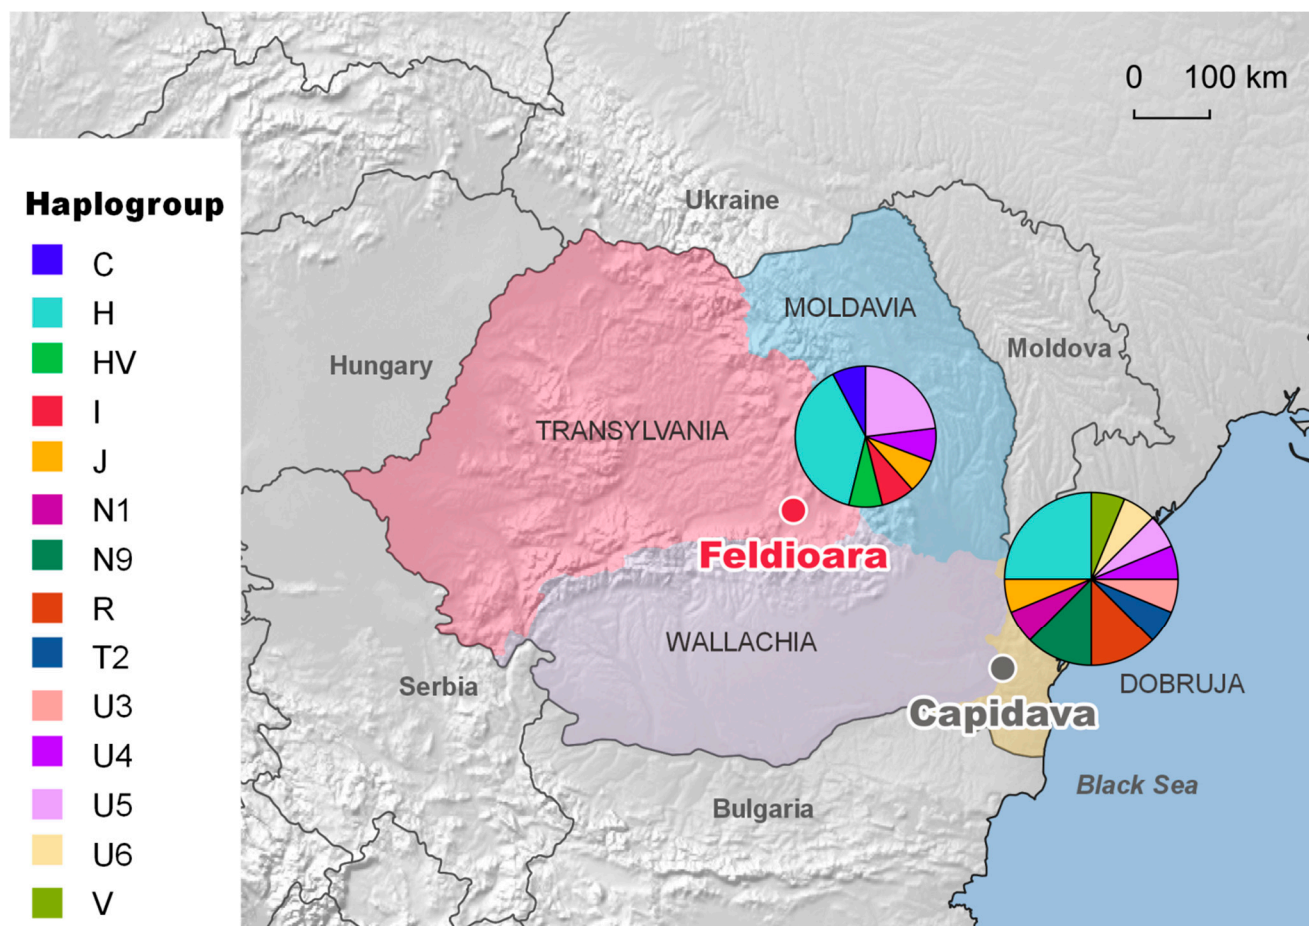 0 100 km
Haplogroup
C
H
HV
I
J
N1
N9
R
T2
U3
U4
U5
U6
V
Ukraine
MOLDAVIA
Moldova
Hungary
TRANSYLVANIA
Feldioara
WALLACHIA
Serbia
DOBRUJA
Capidava
Black Sea
Bulgaria